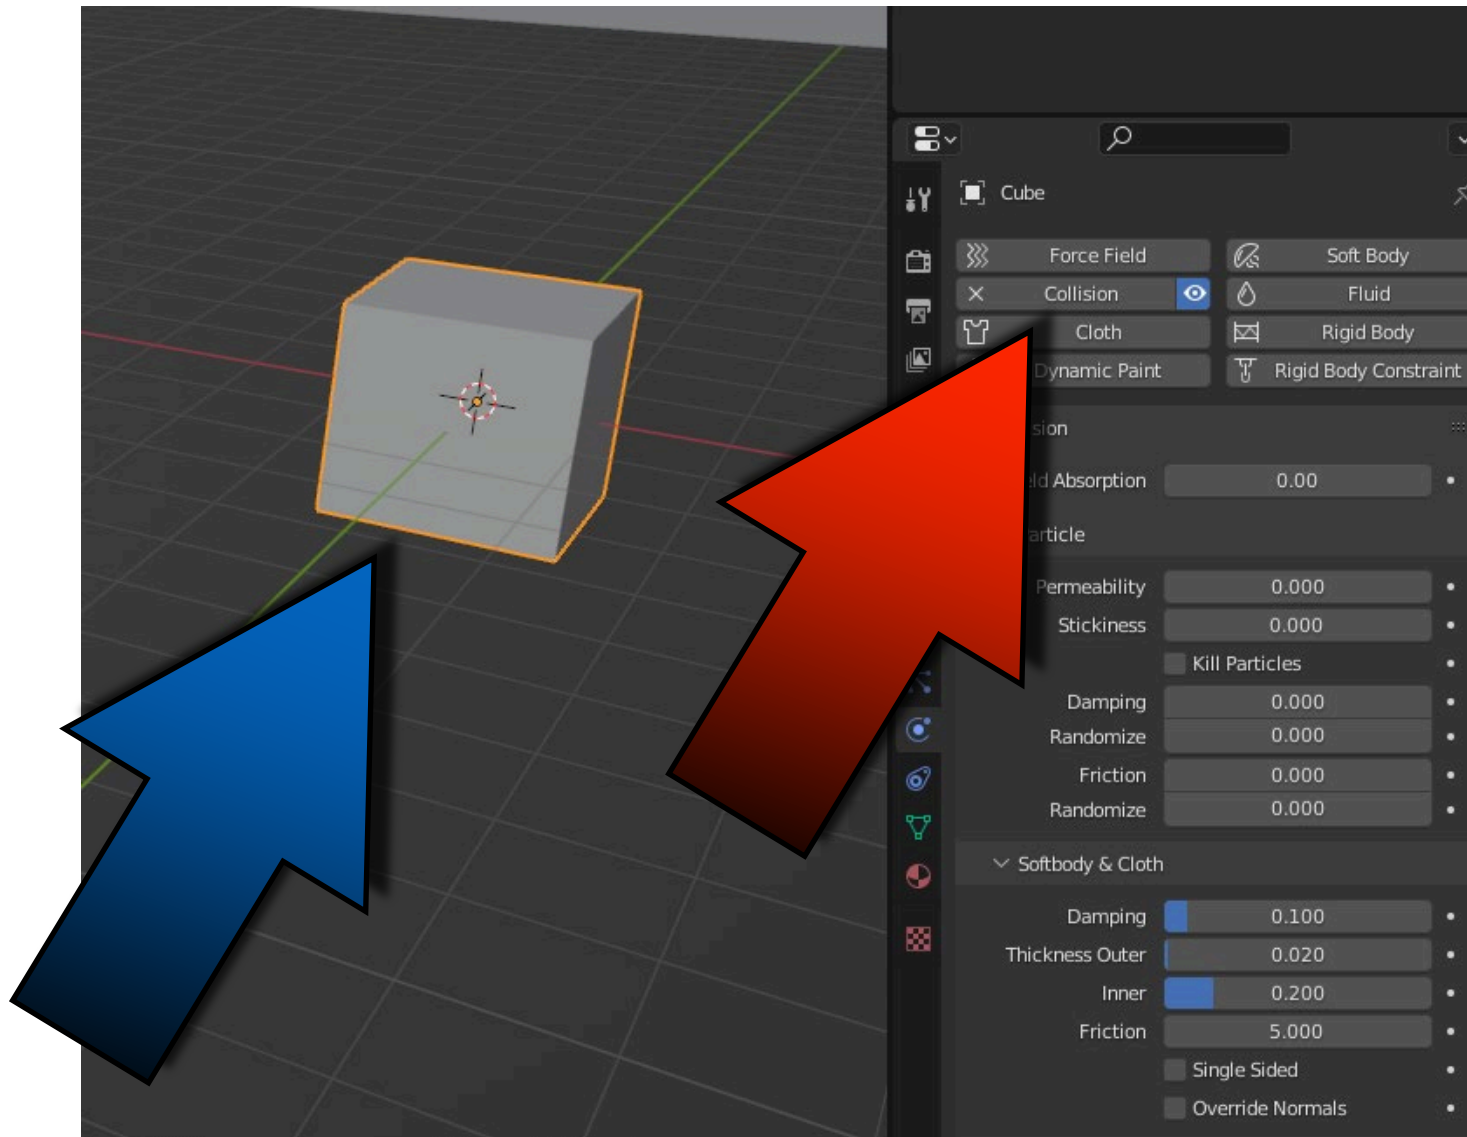 Cube
Force Field
Soft Body
Collision
Fluid
Cloth
Rigid Body
Dynamic Paint
Rigid Body Constraint
Absorption
0.00
Permeability
0.000
Stickiness
0.000
Kill Particles
Damping
0.000
Randomize
0.000
Friction
0.000
Randomize
0.000
Softbody & Cloth
Damping
0.100
Thickness Outer
0.020
Inner
0.200
Friction
5.000
Single Sided
Override Normals